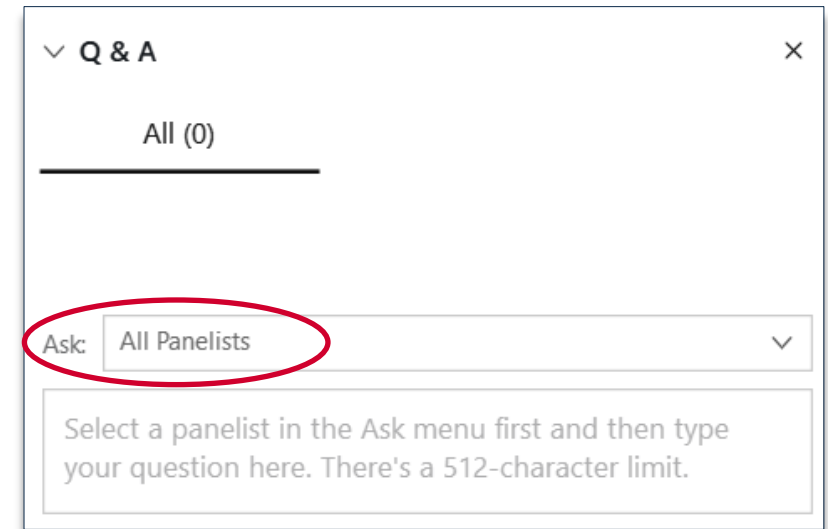 Q & A
All (0)
Ask: All Panelists
Select a panelist in the Ask menu first and then type
your question here. There's a 512-character limit.